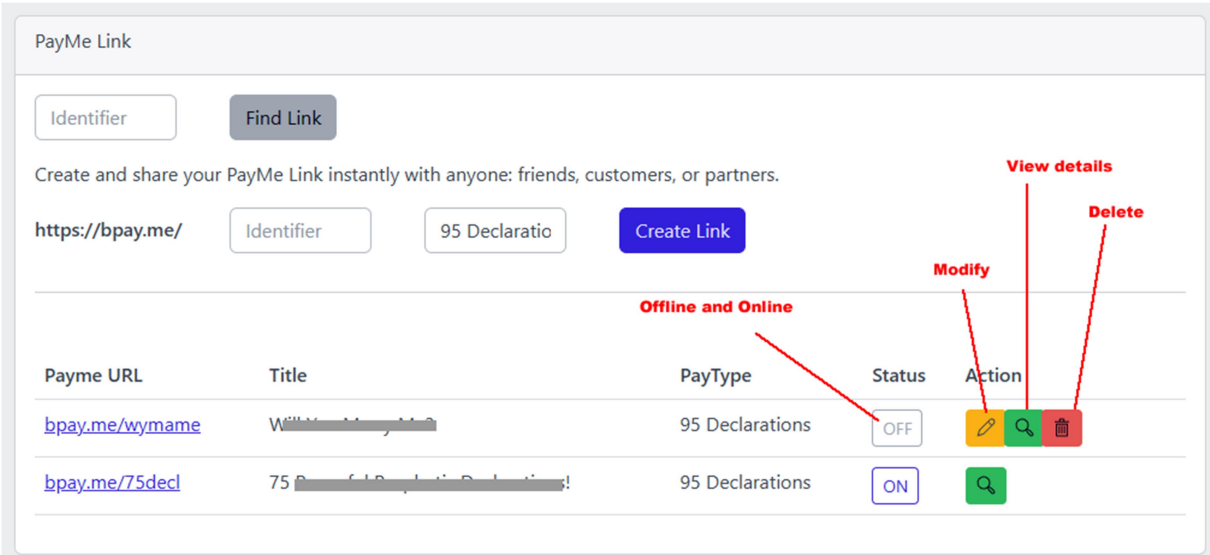 PayMe Link
Identifier Find Link
Create and share your PayMe Link instantly with anyone: friends, customers, or partners.
View details
Delete
https://bpay.me/ Identifier 95 Declaratio Create Link
Modify
Offline and Online
Payme URL Title PayType Status Action
bpay.me/wymame 95 Declarations OFF
bpay.me/75decl 75 95 Declarations ON